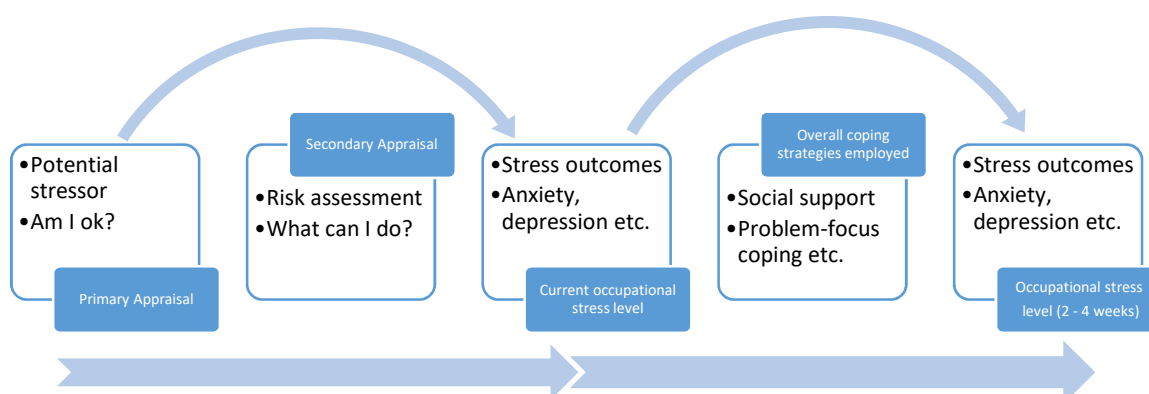 •Potential
stressor
•Am I ok?
Primary Appraisal
Secondary Appraisal
•Risk assessment
•What can I do?
•Stress outcomes
•Anxiety,
depression etc.
Current occupational
stress level
Overall coping
strategies employed
•Social support
•Problem-focus
coping etc.
•Stress outcomes
•Anxiety,
depression etc.
Occupational stress
level (2 - 4 weeks)